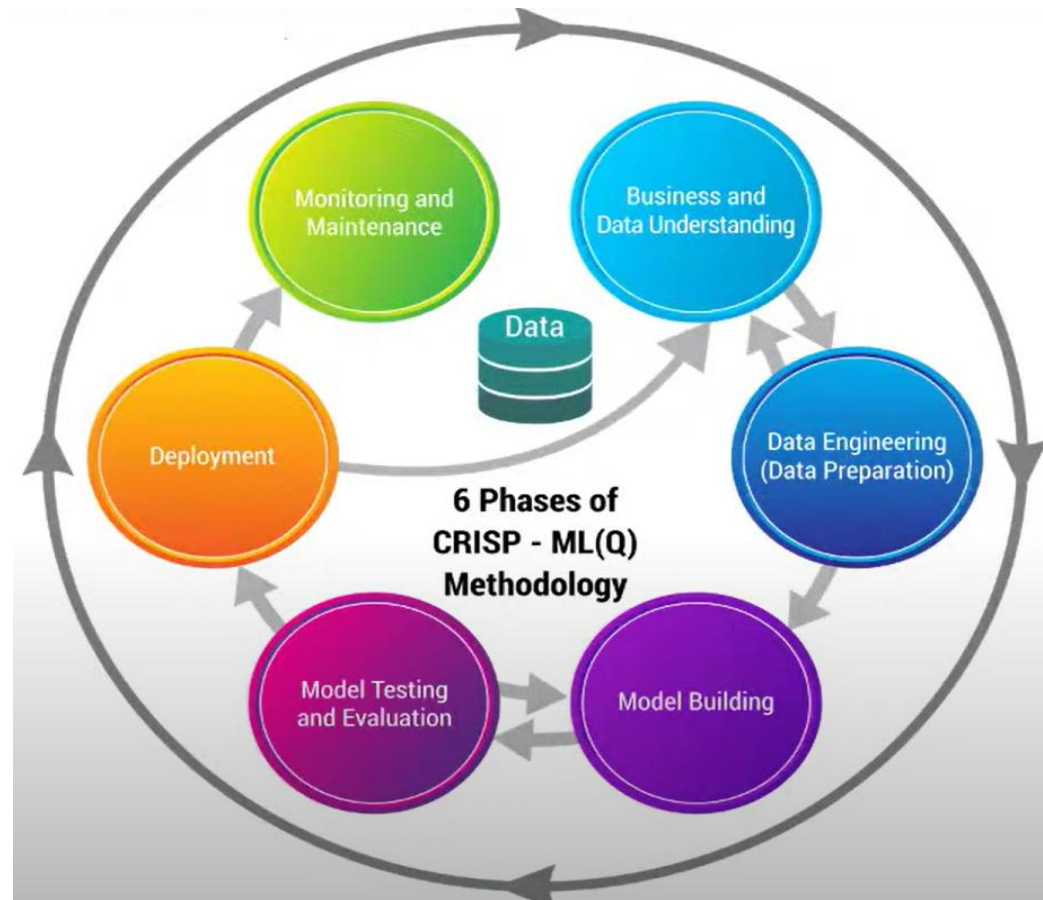 Monitoring and
Maintenance
Business and
Data Understanding
Data
Deployment
Data Engineering
(Data Preparation)
6 Phases of
CRISP - ML(Q)
Methodology
Model Testing
and Evaluation
Model Building